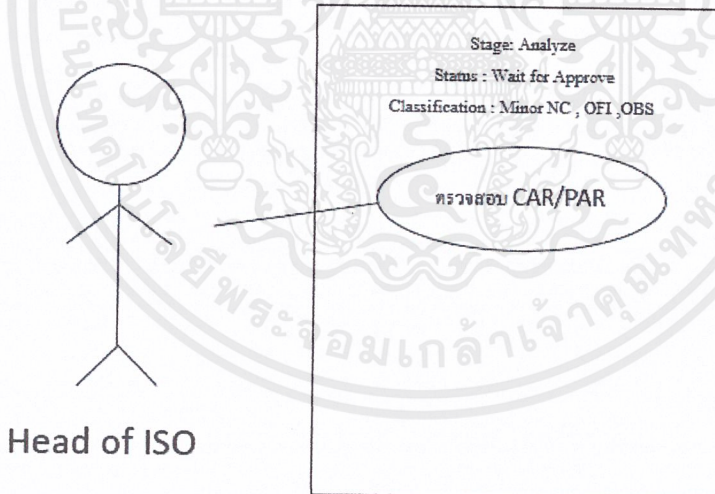 Stage: Analyze
Status : Wait for Approve
Classification : Minor NC , OFI ,OBS
ตรวจสอบ CAR/PAR
Head of ISO